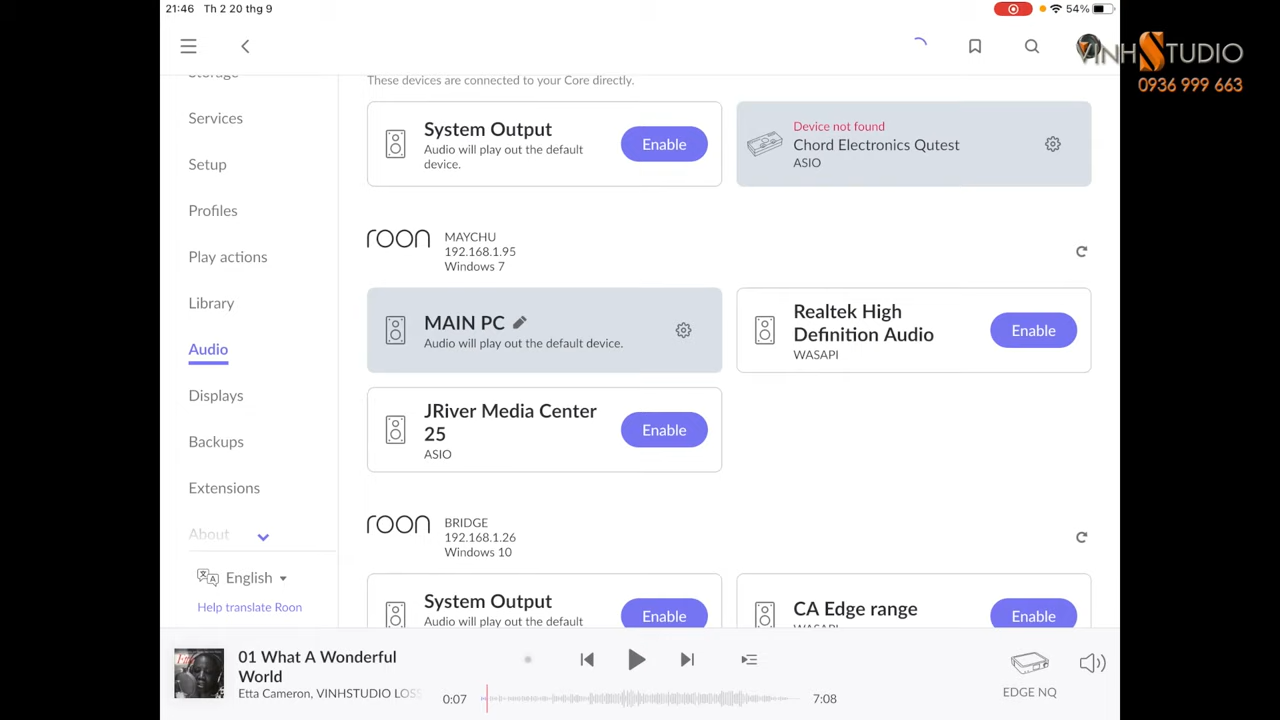 21:46 Th 2 20 thg 9
54%
VINHSTUDIO
0936 999 663
Storage
Services
Setup
Profiles
Play actions
Library
Audio
Displays
Backups
Extensions
About
English
Help translate Roon
These devices are connected to your Core directly.
System Output
Audio will play out the default
device.
Enable
Device not found
Chord Electronics Qutest
ASIO
roon
MAYCHU
192.168.1.95
Windows 7
MAIN PC
Audio will play out the default device.
Realtek High
Definition Audio
WASAPI
Enable
JRiver Media Center
25
ASIO
Enable
roon
BRIDGE
192.168.1.26
Windows 10
System Output
Audio will play out the default
Enable
CA Edge range
WASAPI
Enable
01 What A Wonderful
World
Etta Cameron, VINHSTUDIO LOSS
0:07
7:08
EDGE NQ